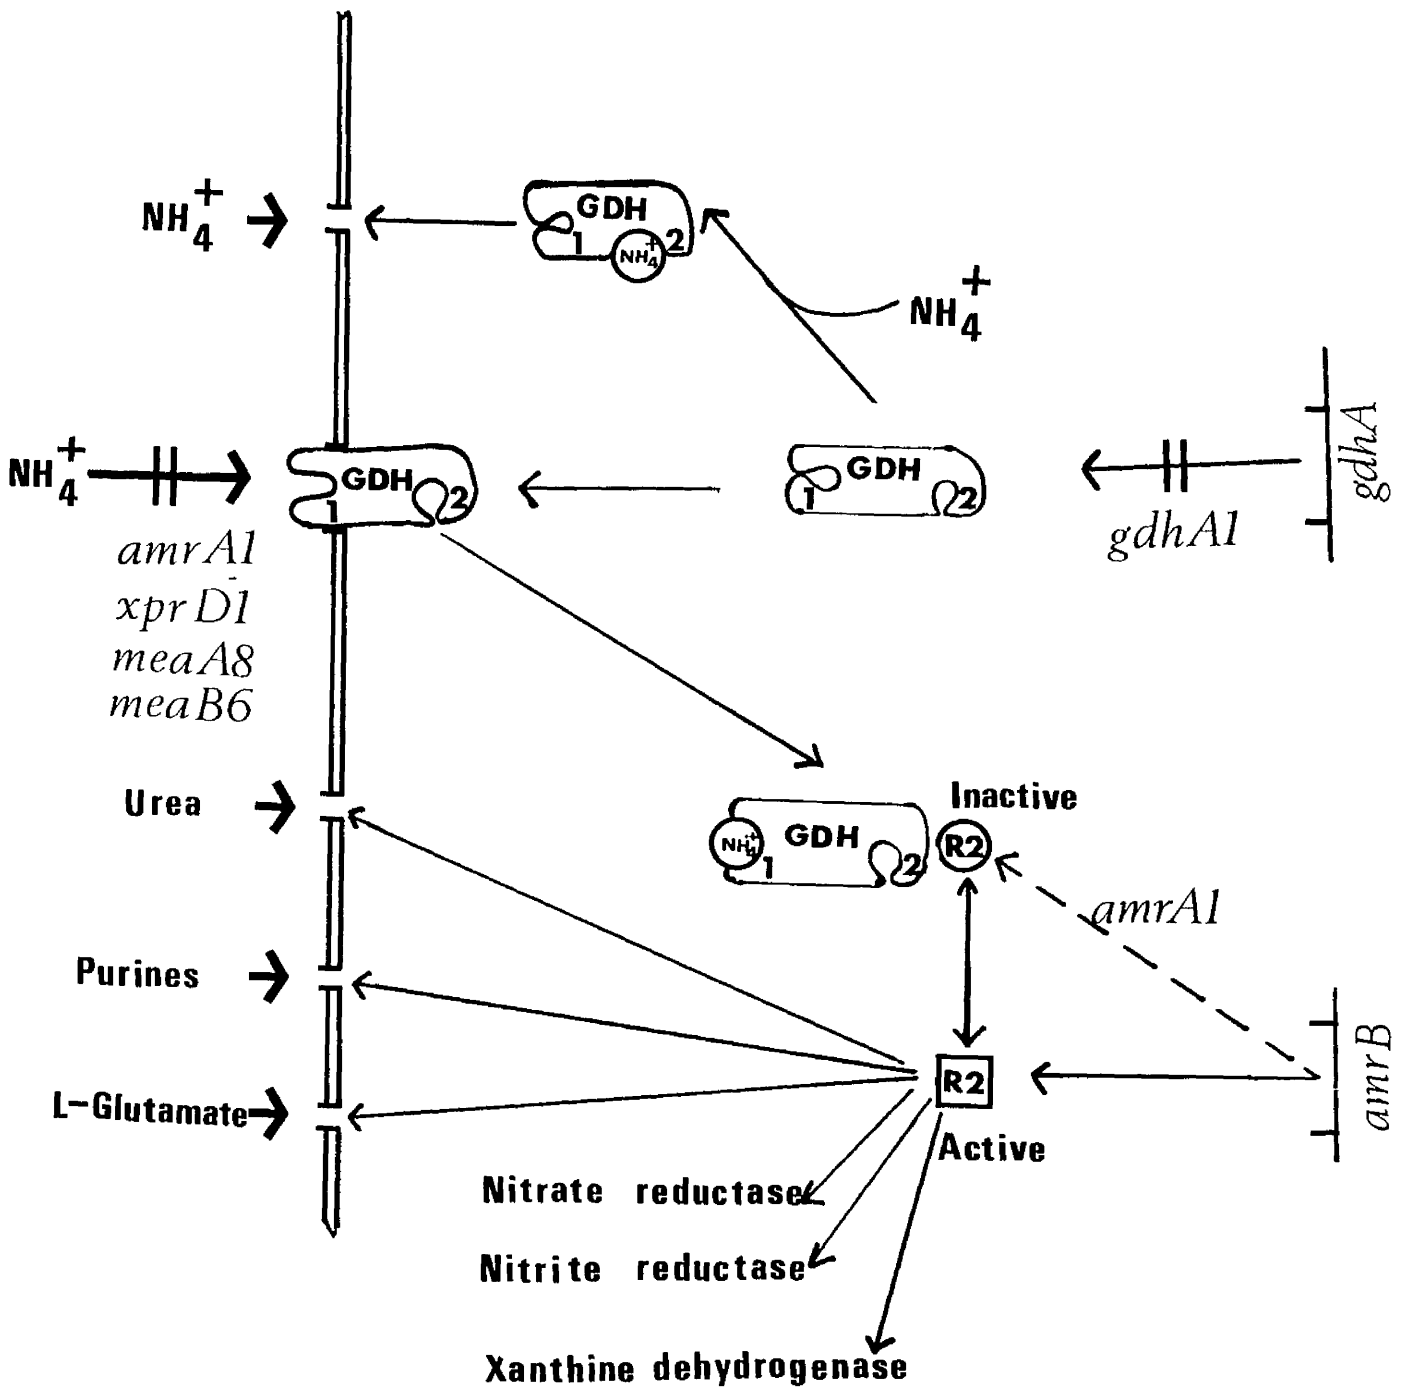 GDH
1
NH4+
2
NH4+
NH4+
NH4+
GDH
1
2
GDH
1
2
gdhA
gdhA1
amrA1
xprD1
meaA8
meaB6
Urea
Inactive
NH4+
1
GDH
2
R2
amrA1
Purines
amrB
R2
L-Glutamate
Active
Nitrate reductase
Nitrite reductase
Xanthine dehydrogenase